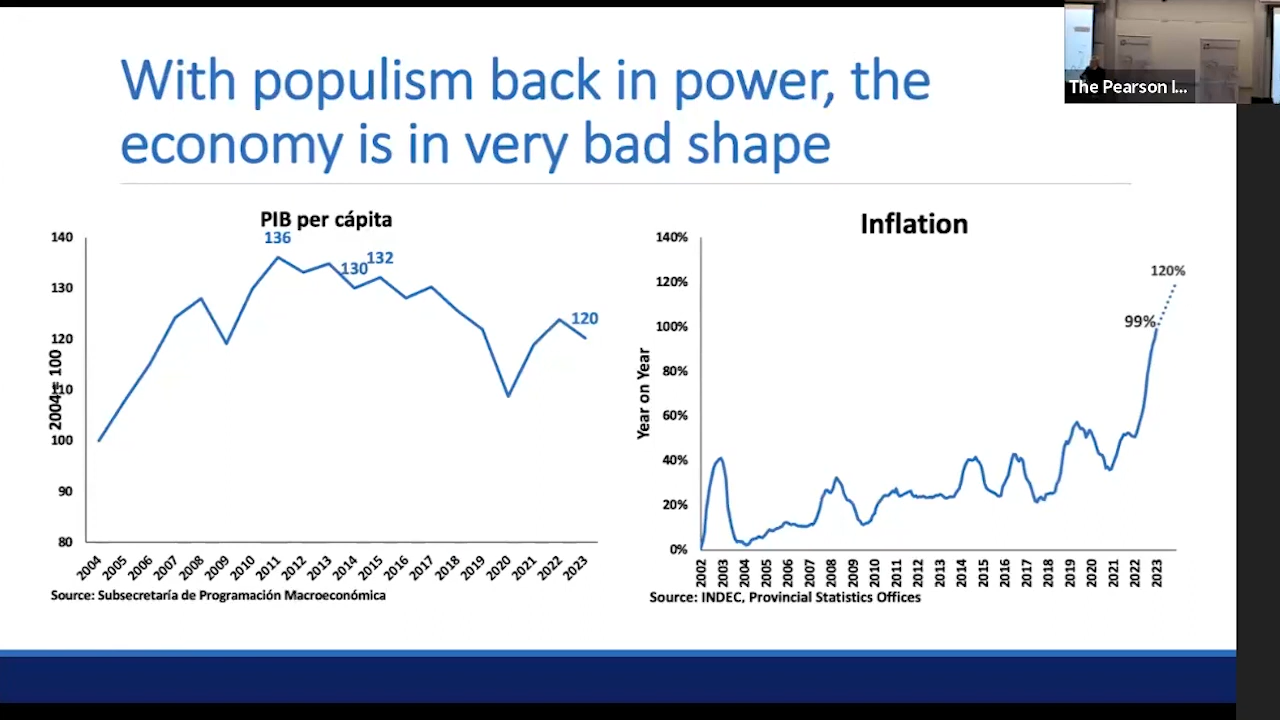 With populism back in power, the
economy is in very bad shape
The Pearson I...
PIB per cápita
140
130
120
110
100
90
80
2004 = 100
136
130
132
120
2004 2005 2006 2007 2008 2009 2010 2011 2012 2013 2014 2015 2016 2017 2018 2019 2020 2021 2022 2023
Source: Subsecretaría de Programación Macroeconómica
Inflation
140%
120%
100%
80%
60%
40%
20%
0%
Year on Year
120%
99%
2002 2003 2004 2005 2006 2007 2008 2009 2010 2011 2012 2013 2014 2015 2016 2017 2018 2019 2020 2021 2022 2023
Source: INDEC, Provincial Statistics Offices